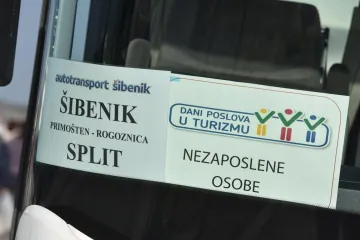 autotransport šibenik
ŠIBENIK
PRIMOŠTEN - ROGOZNICA
SPLIT
DANI POSLOVA
U TURIZMU
NEZAPOSLENE
OSOBE